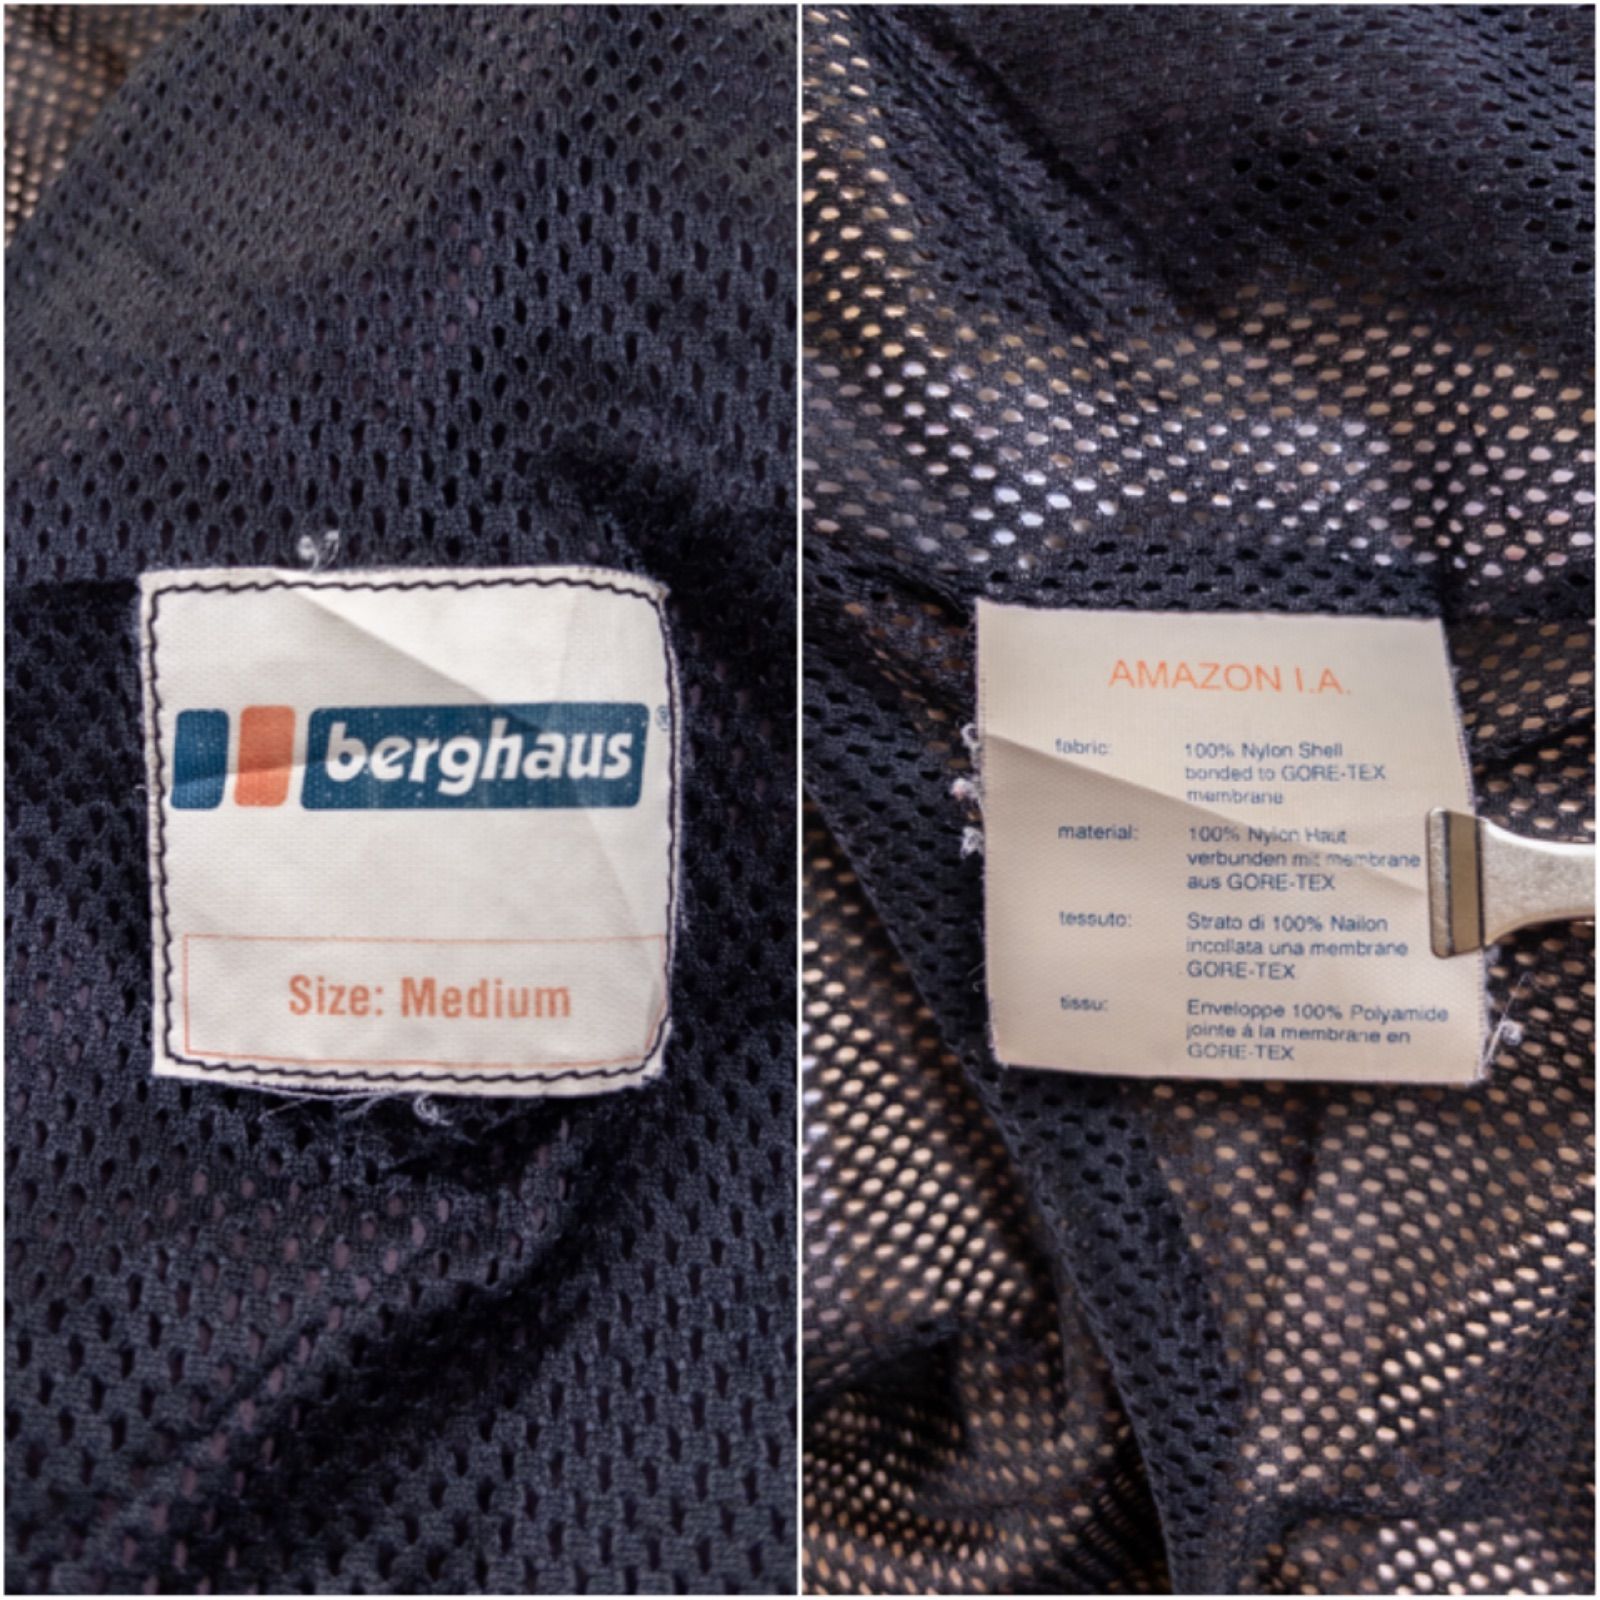 berghaus®
Size: Medium
AMAZON I.A.
fabric: 100% Nylon Shell
bonded to GORE-TEX
membrane
material: 100% Nylon Haut
verbunden mit membrane
aus GORE-TEX
tessuto: Strato di 100% Nailon
incollata una membrane
GORE-TEX
tissu: Enveloppe 100% Polyamide
jointe à la membrane en
GORE-TEX